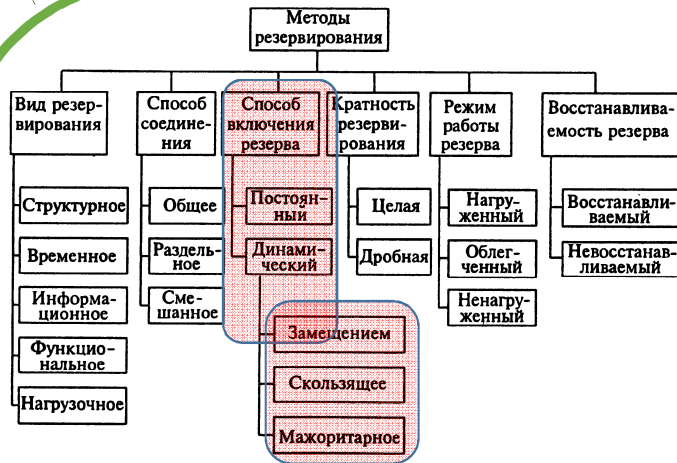 Методы
резервирования
Вид резер-
вирования
Структурное
Временное
Информа-
ционное
Функцио-
нальное
Нагрузочное
Способ
соедине-
ния
Общее
Раздель-
ное
Сме-
шанное
Способ
включения
резерва
Постоян-
ный
Динами-
ческий
Замещением
Скользящее
Мажоритарное
Кратность
резерви-
рования
Целая
Дробная
Режим
работы
резерва
Нагру-
женный
Облег-
ченный
Ненагру-
женный
Восстанавлива-
емость резерва
Восстанавли-
ваемый
Невосстанав-
ливаемый